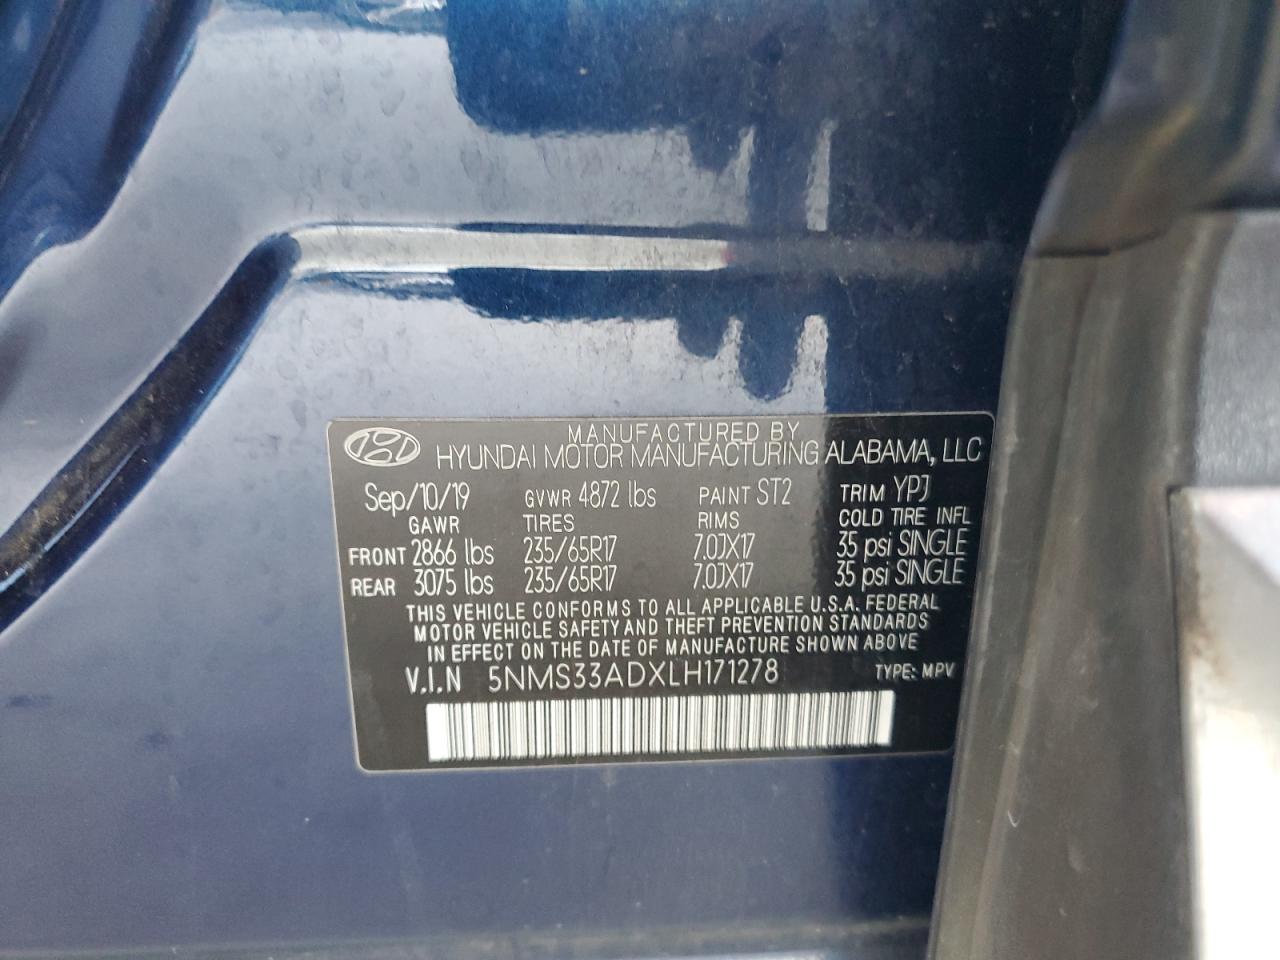 MANUFACTURED BY
HYUNDAI MOTOR MANUFACTURING ALABAMA, LLC
Sep/10/19 GVWR 4872 lbs PAINT ST2 TRIM YPJ
GAWR TIRES RIMS COLD TIRE INFL
FRONT 2866 lbs 235/65R17 7.0JX17 35 psi SINGLE
REAR 3075 lbs 235/65R17 7.0JX17 35 psi SINGLE
THIS VEHICLE CONFORMS TO ALL APPLICABLE U.S.A. FEDERAL
MOTOR VEHICLE SAFETY AND THEFT PREVENTION STANDARDS
IN EFFECT ON THE DATE OF MANUFACTURE SHOWN ABOVE
V.I.N 5NMS33ADXLH171278 TYPE: MPV